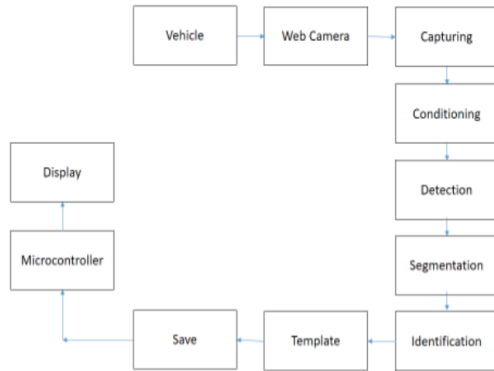 Vehicle
Web Camera
Capturing
Conditioning
Detection
Segmentation
Identification
Template
Save
Microcontroller
Display